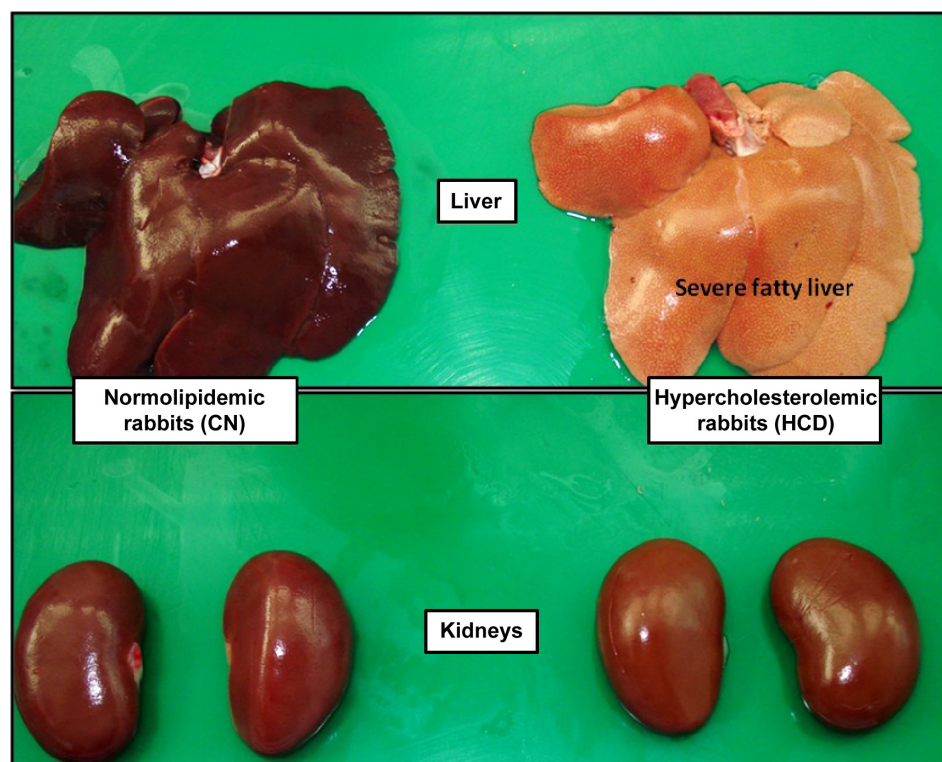 Liver
Severe fatty liver
Normolipidemic
rabbits (CN)
Hypercholesterolemic
rabbits (HCD)
Kidneys